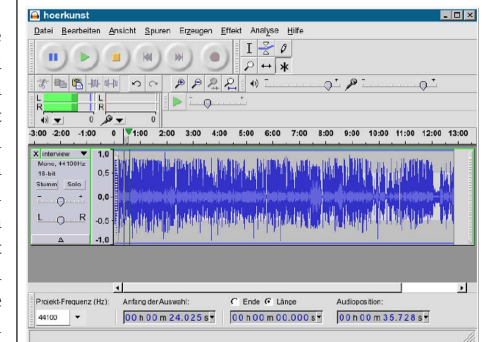 hoerkunst
Datei Bearbeiten Ansicht Spuren Erzeugen Effekt Analyse Hilfe
L
R
L
R
0
0
-3:00 -2:00 -1:00 0 1:00 2:00 3:00 4:00 5:00 6:00 7:00 8:00 9:00 10:00 11:00 12:00 13:00
X interview
Mono, 44100Hz
16-bit
Stumm Solo
- +
L R
1,0
0,5
0,0
-0,5
-1,0
Projekt-Frequenz (Hz): Anfang der Auswahl: Ende Länge Audioposition:
44100 00 h 00 m 24.025 s 00 h 00 m 00.000 s 00 h 00 m 35.728 s